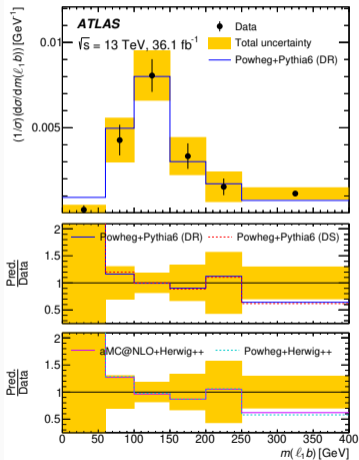 ATLAS
√s = 13 TeV, 36.1 fb⁻¹
Data
Total uncertainty
Powheg+Pythia6 (DR)
(1/σ)(dσ/dm(ℓ₁b)) [GeV⁻¹]
0.01
0.005
Powheg+Pythia6 (DR) Powheg+Pythia6 (DS)
Pred.
Data
2
1.5
1
0.5
aMC@NLO+Herwig++ Powheg+Herwig++
Pred.
Data
2
1.5
1
0.5
0 50 100 150 200 250 300 350 400
m(ℓ₁b) [GeV]